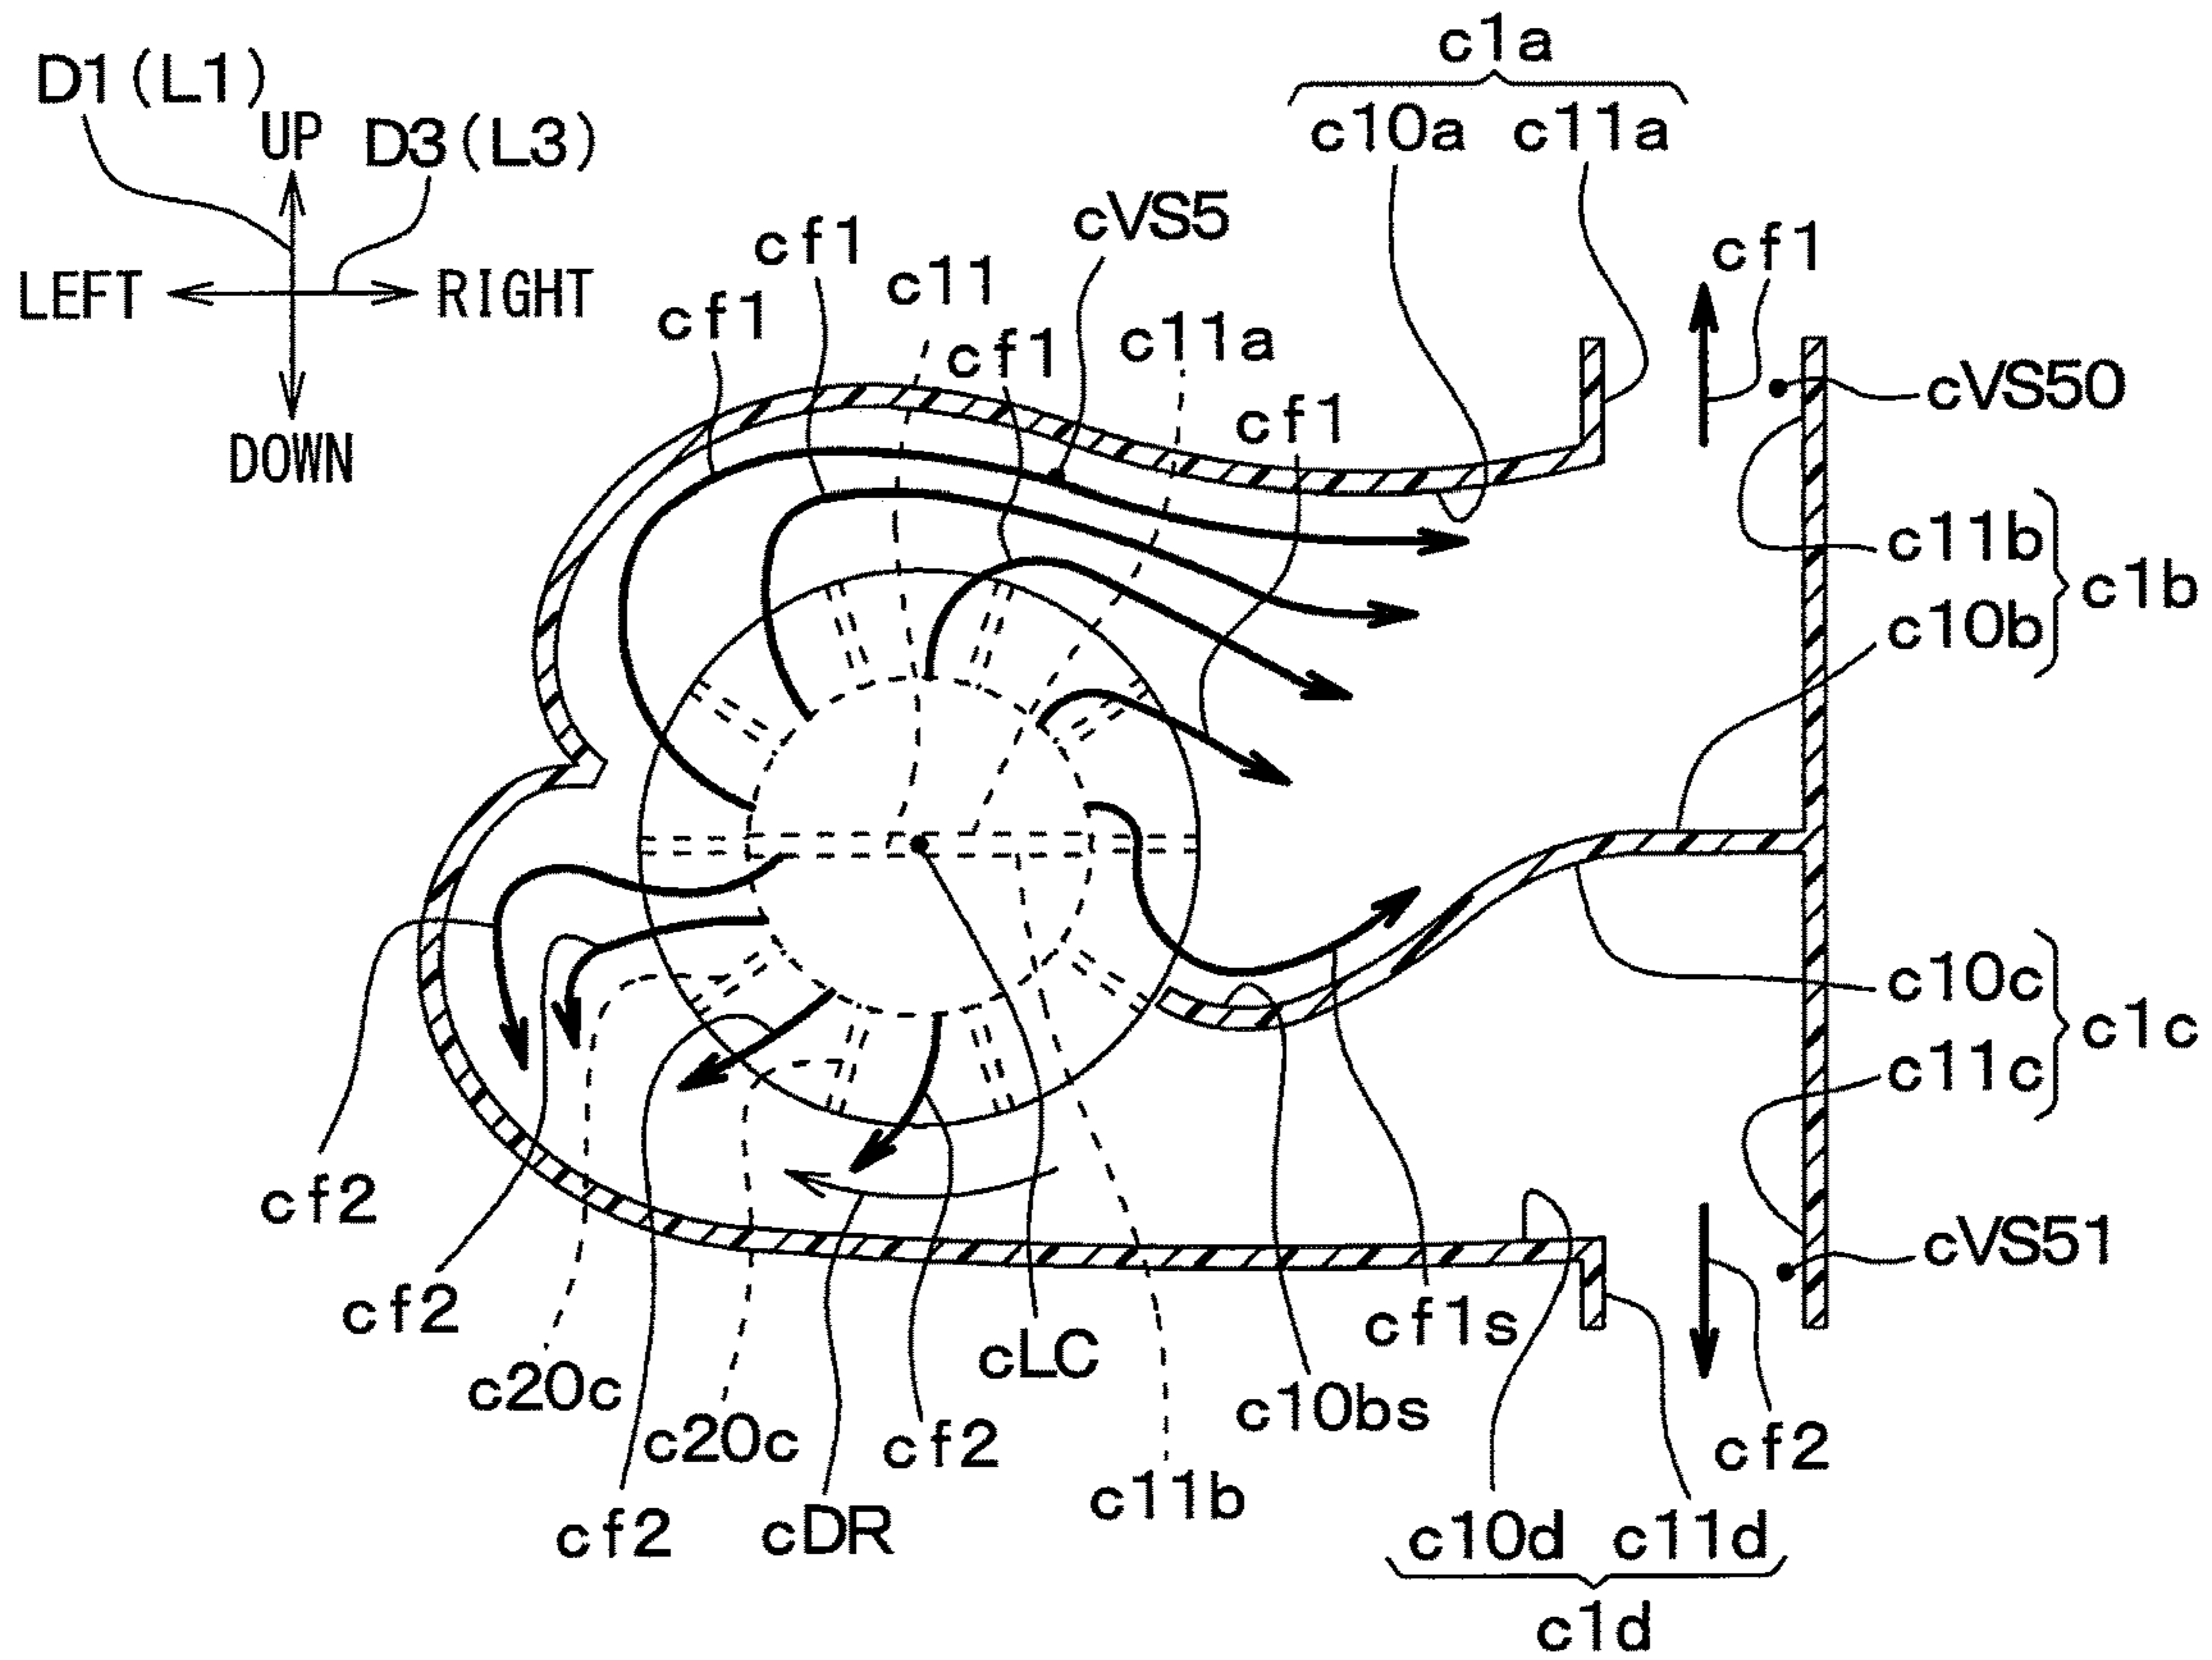 c1a
D1(L1)
UP D3(L3)
c10a c11a
cVS5
cf1
cf1
c11
LEFT RIGHT
cf1
c11a
cf1
cVS50
cf1
DOWN
c11b
c1b
c10b
c10c
c1c
c11c
cf2
cVS51
cf2
cf1s
cLC
c20c
c10bs
c20c
cf2
cf2
c11b
cf2
cDR
c10d c11d
c1d